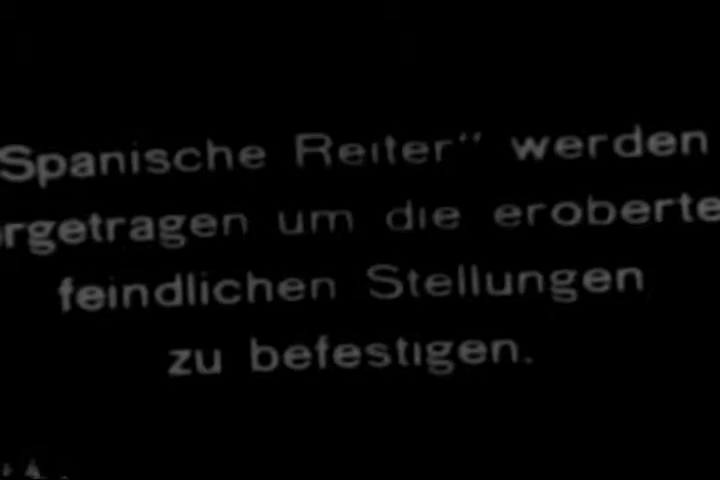 Spanische Reiter“ werden
rgetragen um die eroberte
feindlichen Stellungen
zu befestigen.